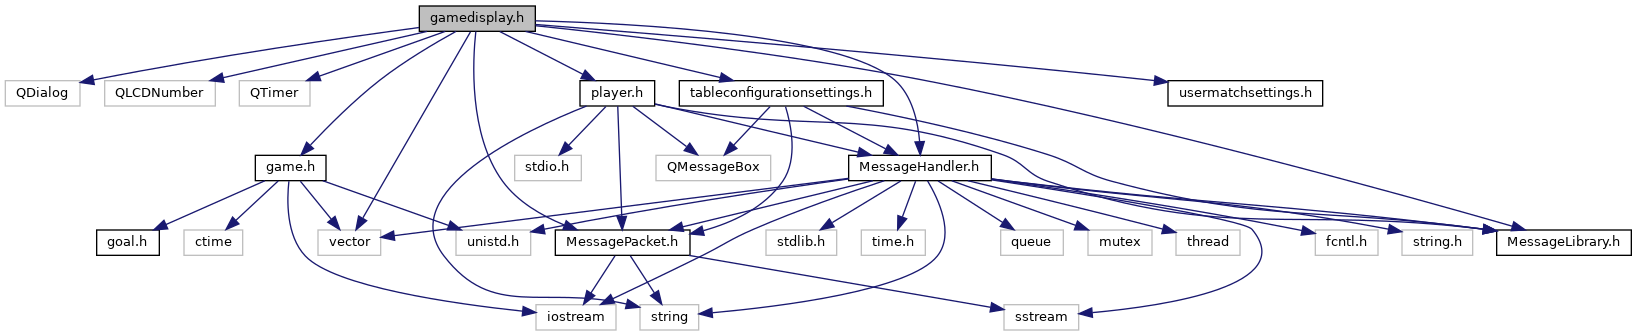 gamedisplay.h
QDialog
QLCDNumber
QTimer
player.h
tableconfigurationsettings.h
usermatchsettings.h
game.h
stdio.h
QMessageBox
MessageHandler.h
goal.h
ctime
vector
unistd.h
MessagePacket.h
stdlib.h
time.h
queue
mutex
thread
fcntl.h
string.h
MessageLibrary.h
iostream
string
sstream